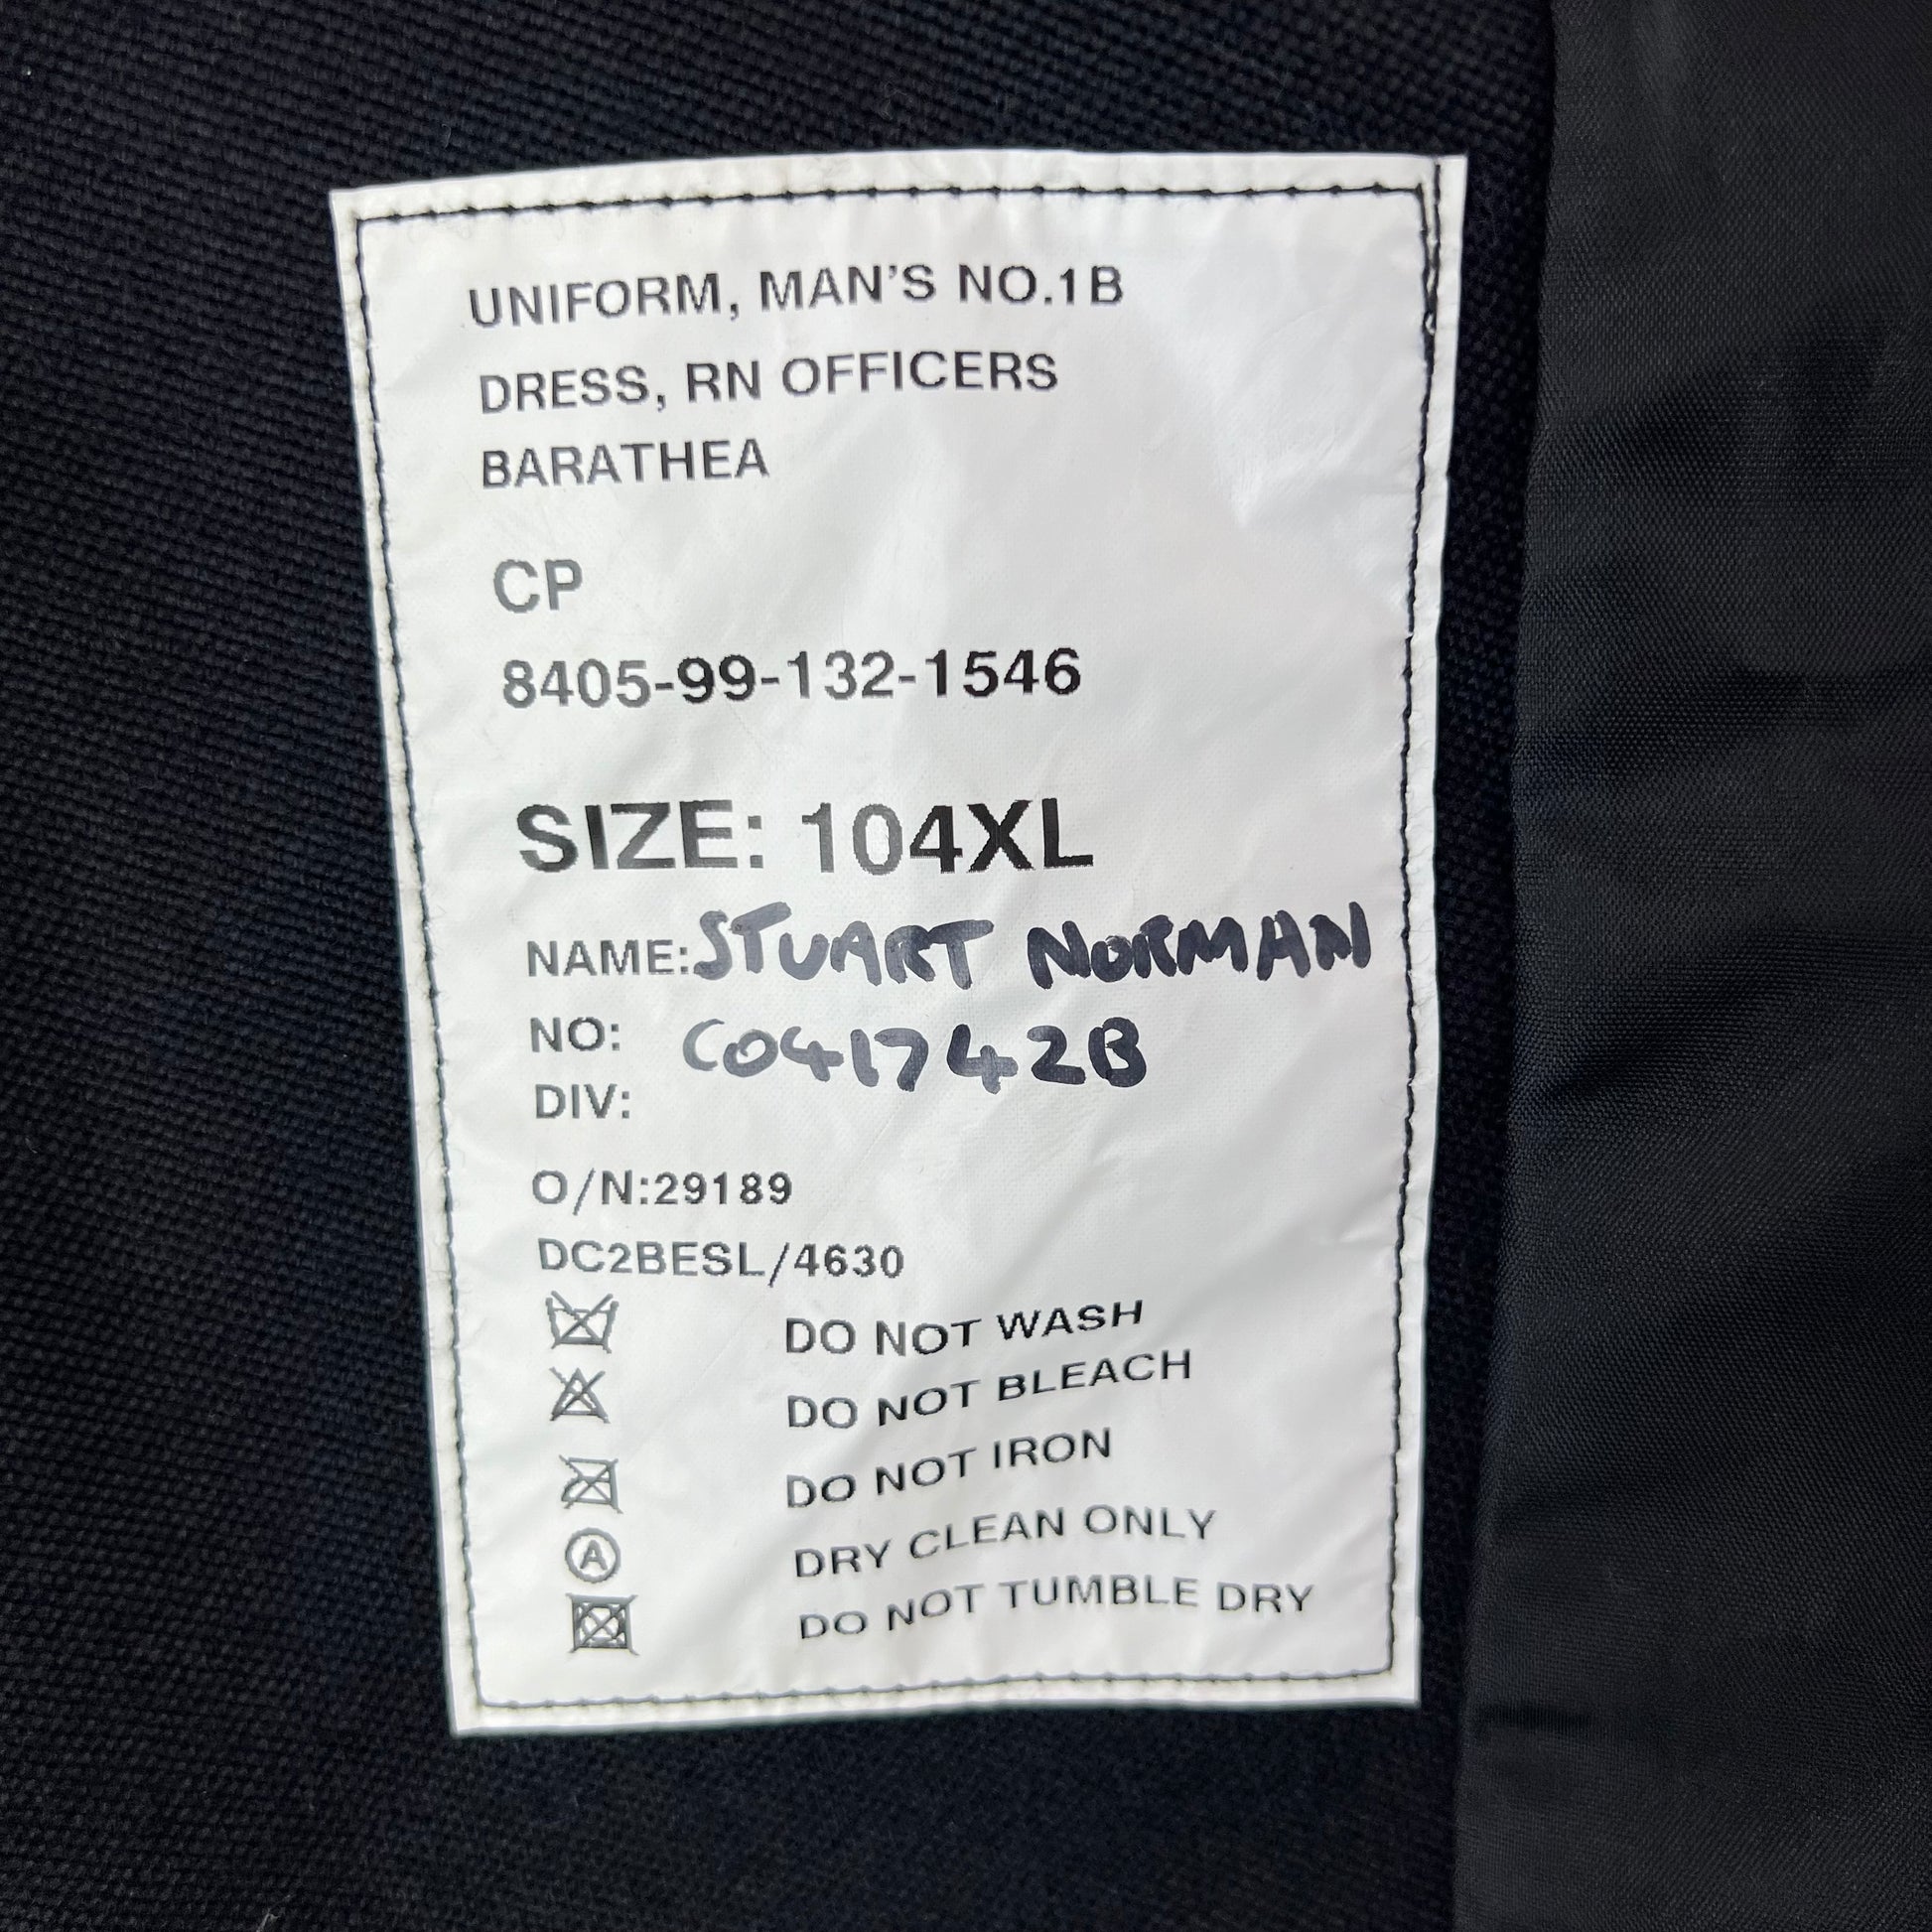 UNIFORM, MAN'S NO.1B
DRESS, RN OFFICERS
BARATHEA
CP
8405-99-132-1546
SIZE: 104XL
NAME: STUART NORMAN
NO: C041742B
DIV:
O/N:29189
DC2BESL/4630
DO NOT WASH
DO NOT BLEACH
DO NOT IRON
A DRY CLEAN ONLY
DO NOT TUMBLE DRY